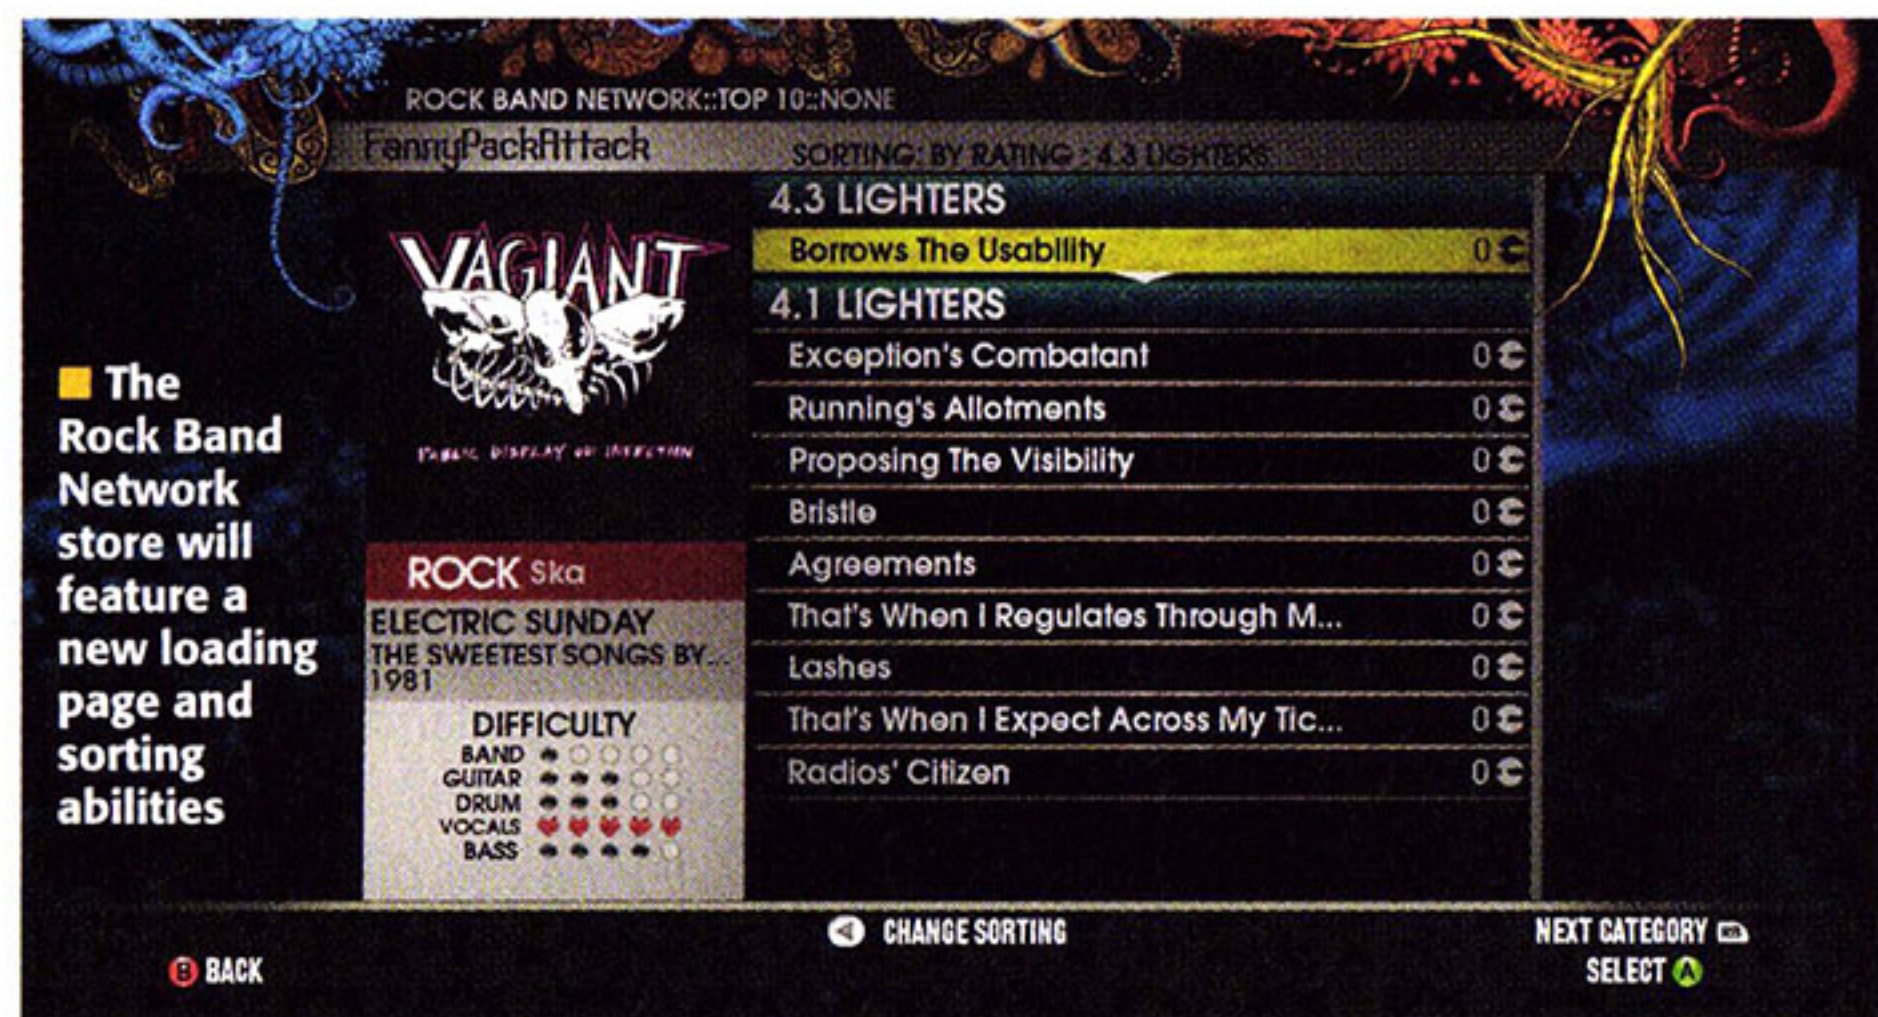 ROCK BAND NETWORK::TOP 10::NONE
FannyPackAttack
SORTING: BY RATING : 4.3 LIGHTERS
VAGIANT
PUBLIC DISPLAY OF INFECTION
ROCK Ska
ELECTRIC SUNDAY
THE SWEETEST SONGS BY...
1981
DIFFICULTY
BAND
GUITAR
DRUM
VOCALS
BASS
4.3 LIGHTERS
Borrows The Usability 0
4.1 LIGHTERS
Exception's Combatant 0
Running's Allotments 0
Proposing The Visibility 0
Bristle 0
Agreements 0
That's When I Regulates Through M... 0
Lashes 0
That's When I Expect Across My Tic... 0
Radios' Citizen 0
The
Rock Band
Network
store will
feature a
new loading
page and
sorting
abilities
CHANGE SORTING
NEXT CATEGORY
B BACK
SELECT A